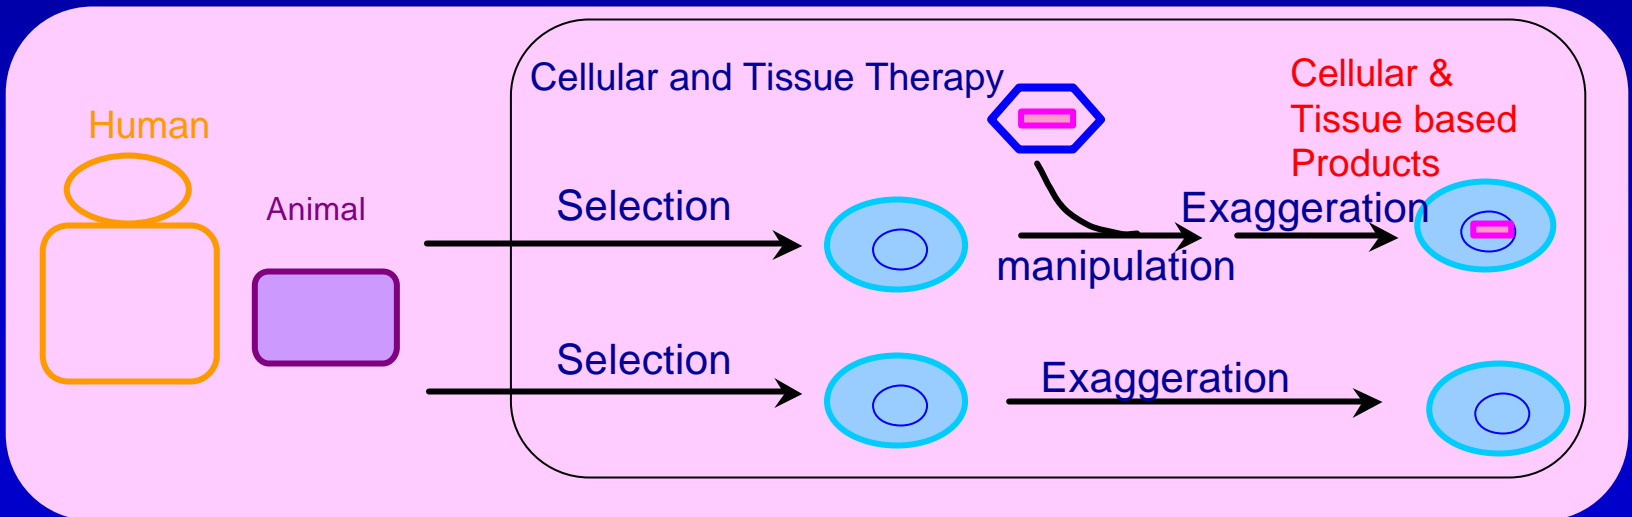 Cellular and Tissue Therapy
Cellular &
Tissue based
Products
Human
Animal
Selection
Exaggeration
manipulation
Selection
Exaggeration